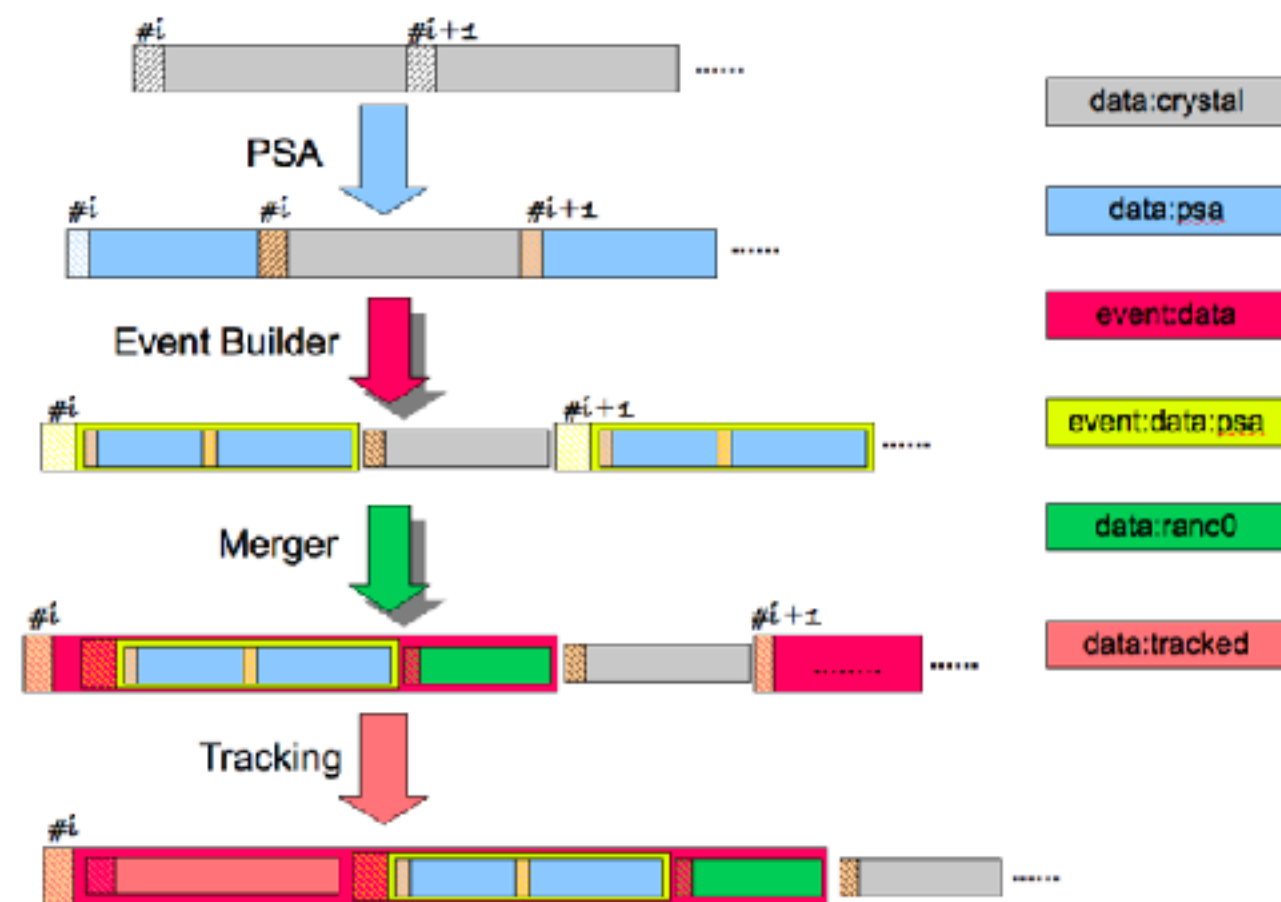 #i #i+1
......
PSA
#i #i #i+1
......
Event Builder
#i #i+1
......
Merger
#i #i+1
........ ......
Tracking
#i
......
data:crystal
data:psa
event:data
event:data:psa
data:ranc0
data:tracked